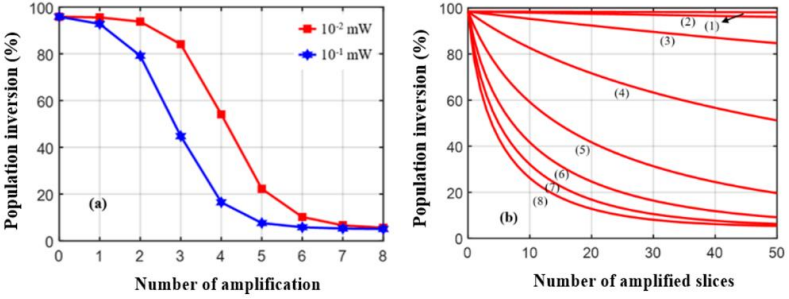 100
80
60
40
20
0
0 1 2 3 4 5 6 7 8
Population inversion (%)
Number of amplification
10-2 mW
10-1 mW
(a)
100
80
60
40
20
0
0 10 20 30 40 50
Population inversion (%)
Number of amplified slices
(2) (1)
(3)
(4)
(5)
(6)
(7)
(8)
(b)